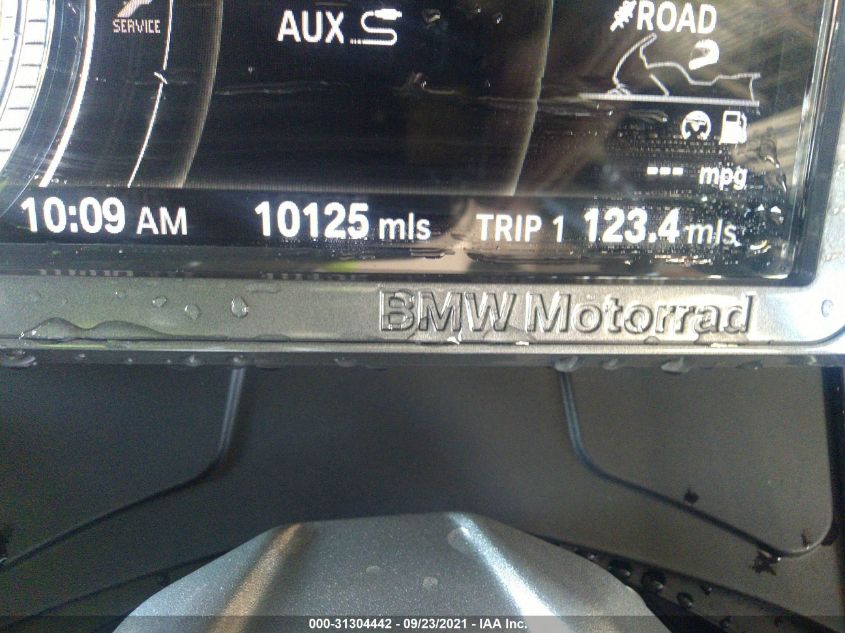 SERVICE
AUX
ROAD
--- mpg
10:09 AM 10125 mls TRIP 1 123.4 mls
BMW Motorrad
000-31304442 - 09/23/2021 - IAA Inc.